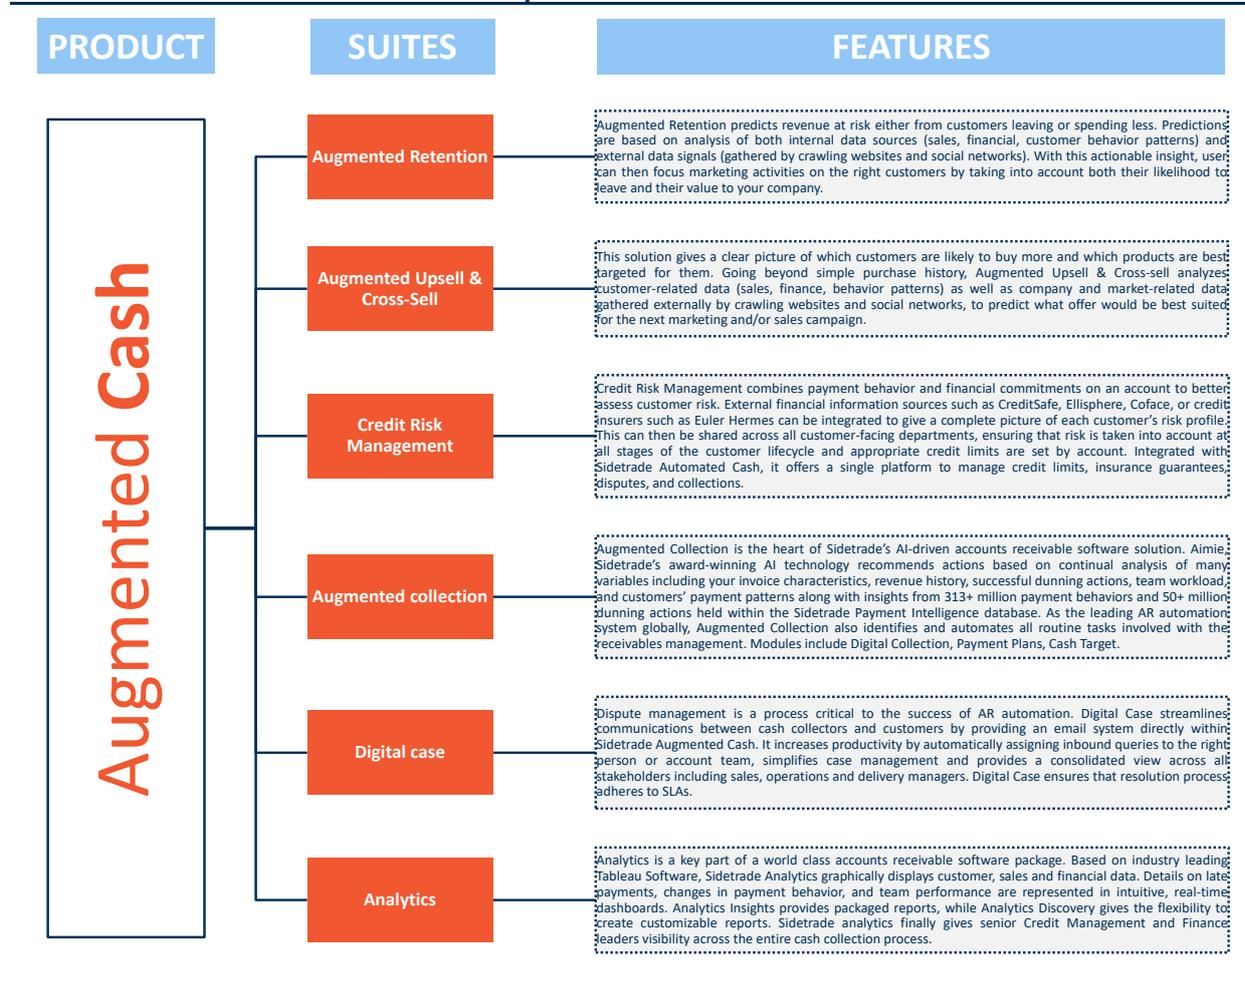 PRODUCT
SUITES
FEATURES
Augmented Cash
Augmented Retention
Augmented Retention predicts revenue at risk either from customers leaving or spending less. Predictions
are based on analysis of both internal data sources (sales, financial, customer behavior patterns) and
external data signals (gathered by crawling websites and social networks). With this actionable insight, user
can then focus marketing activities on the right customers by taking into account both their likelihood to
leave and their value to your company.
Augmented Upsell &
Cross-Sell
This solution gives a clear picture of which customers are likely to buy more and which products are best
targeted for them. Going beyond simple purchase history, Augmented Upsell & Cross-sell analyzes
customer-related data (sales, finance, behavior patterns) as well as company and market-related data
gathered externally by crawling websites and social networks, to predict what offer would be best suited
for the next marketing and/or sales campaign.
Credit Risk
Management
Credit Risk Management combines payment behavior and financial commitments on an account to better
assess customer risk. External financial information sources such as CreditSafe, Ellisphere, Coface, or credit
insurers such as Euler Hermes can be integrated to give a complete picture of each customer's risk profile.
This can then be shared across all customer-facing departments, ensuring that risk is taken into account at
all stages of the customer lifecycle and appropriate credit limits are set by account. Integrated with
Sidetrade Automated Cash, it offers a single platform to manage credit limits, insurance guarantees,
disputes, and collections.
Augmented collection
Augmented Collection is the heart of Sidetrade's AI-driven accounts receivable software solution. Aimie,
Sidetrade's award-winning AI technology recommends actions based on continual analysis of many
variables including your invoice characteristics, revenue history, successful dunning actions, team workload,
and customers' payment patterns along with insights from 313+ million payment behaviors and 50+ million
dunning actions held within the Sidetrade Payment Intelligence database. As the leading AR automation
system globally, Augmented Collection also identifies and automates all routine tasks involved with the
receivables management. Modules include Digital Collection, Payment Plans, Cash Target.
Digital case
Dispute management is a process critical to the success of AR automation. Digital Case streamlines
communications between cash collectors and customers by providing an email system directly within
Sidetrade Augmented Cash. It increases productivity by automatically assigning inbound queries to the right
person or account team, simplifies case management and provides a consolidated view across all
stakeholders including sales, operations and delivery managers. Digital Case ensures that resolution process
adheres to SLAs.
Analytics
Analytics is a key part of a world class accounts receivable software package. Based on industry leading
Tableau Software, Sidetrade Analytics graphically displays customer, sales and financial data. Details on late
payments, changes in payment behavior, and team performance are represented in intuitive, real-time
dashboards. Analytics Insights provides packaged reports, while Analytics Discovery gives the flexibility to
create customizable reports. Sidetrade analytics finally gives senior Credit Management and Finance
leaders visibility across the entire cash collection process.